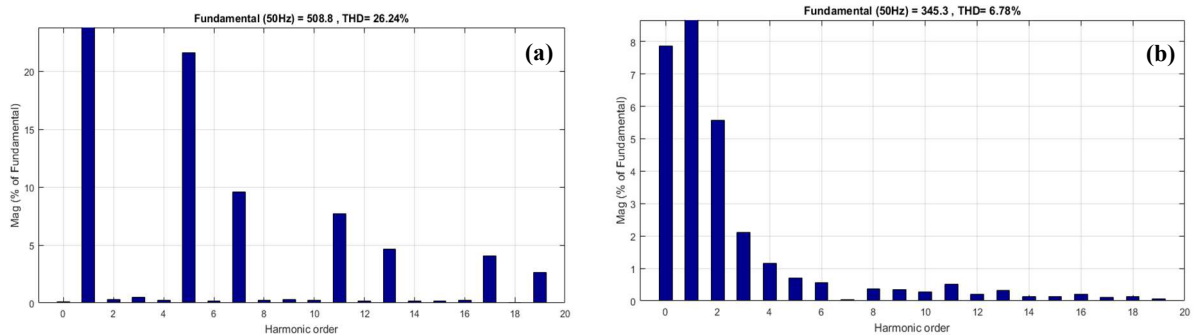 Fundamental (50Hz) = 508.8 , THD= 26.24%
(a)
Mag (% of Fundamental)
20
15
10
5
0
0 2 4 6 8 10 12 14 16 18 20
Harmonic order
Fundamental (50Hz) = 345.3 , THD= 6.78%
(b)
Mag (% of Fundamental)
8
7
6
5
4
3
2
1
0
0 2 4 6 8 10 12 14 16 18 20
Harmonic order